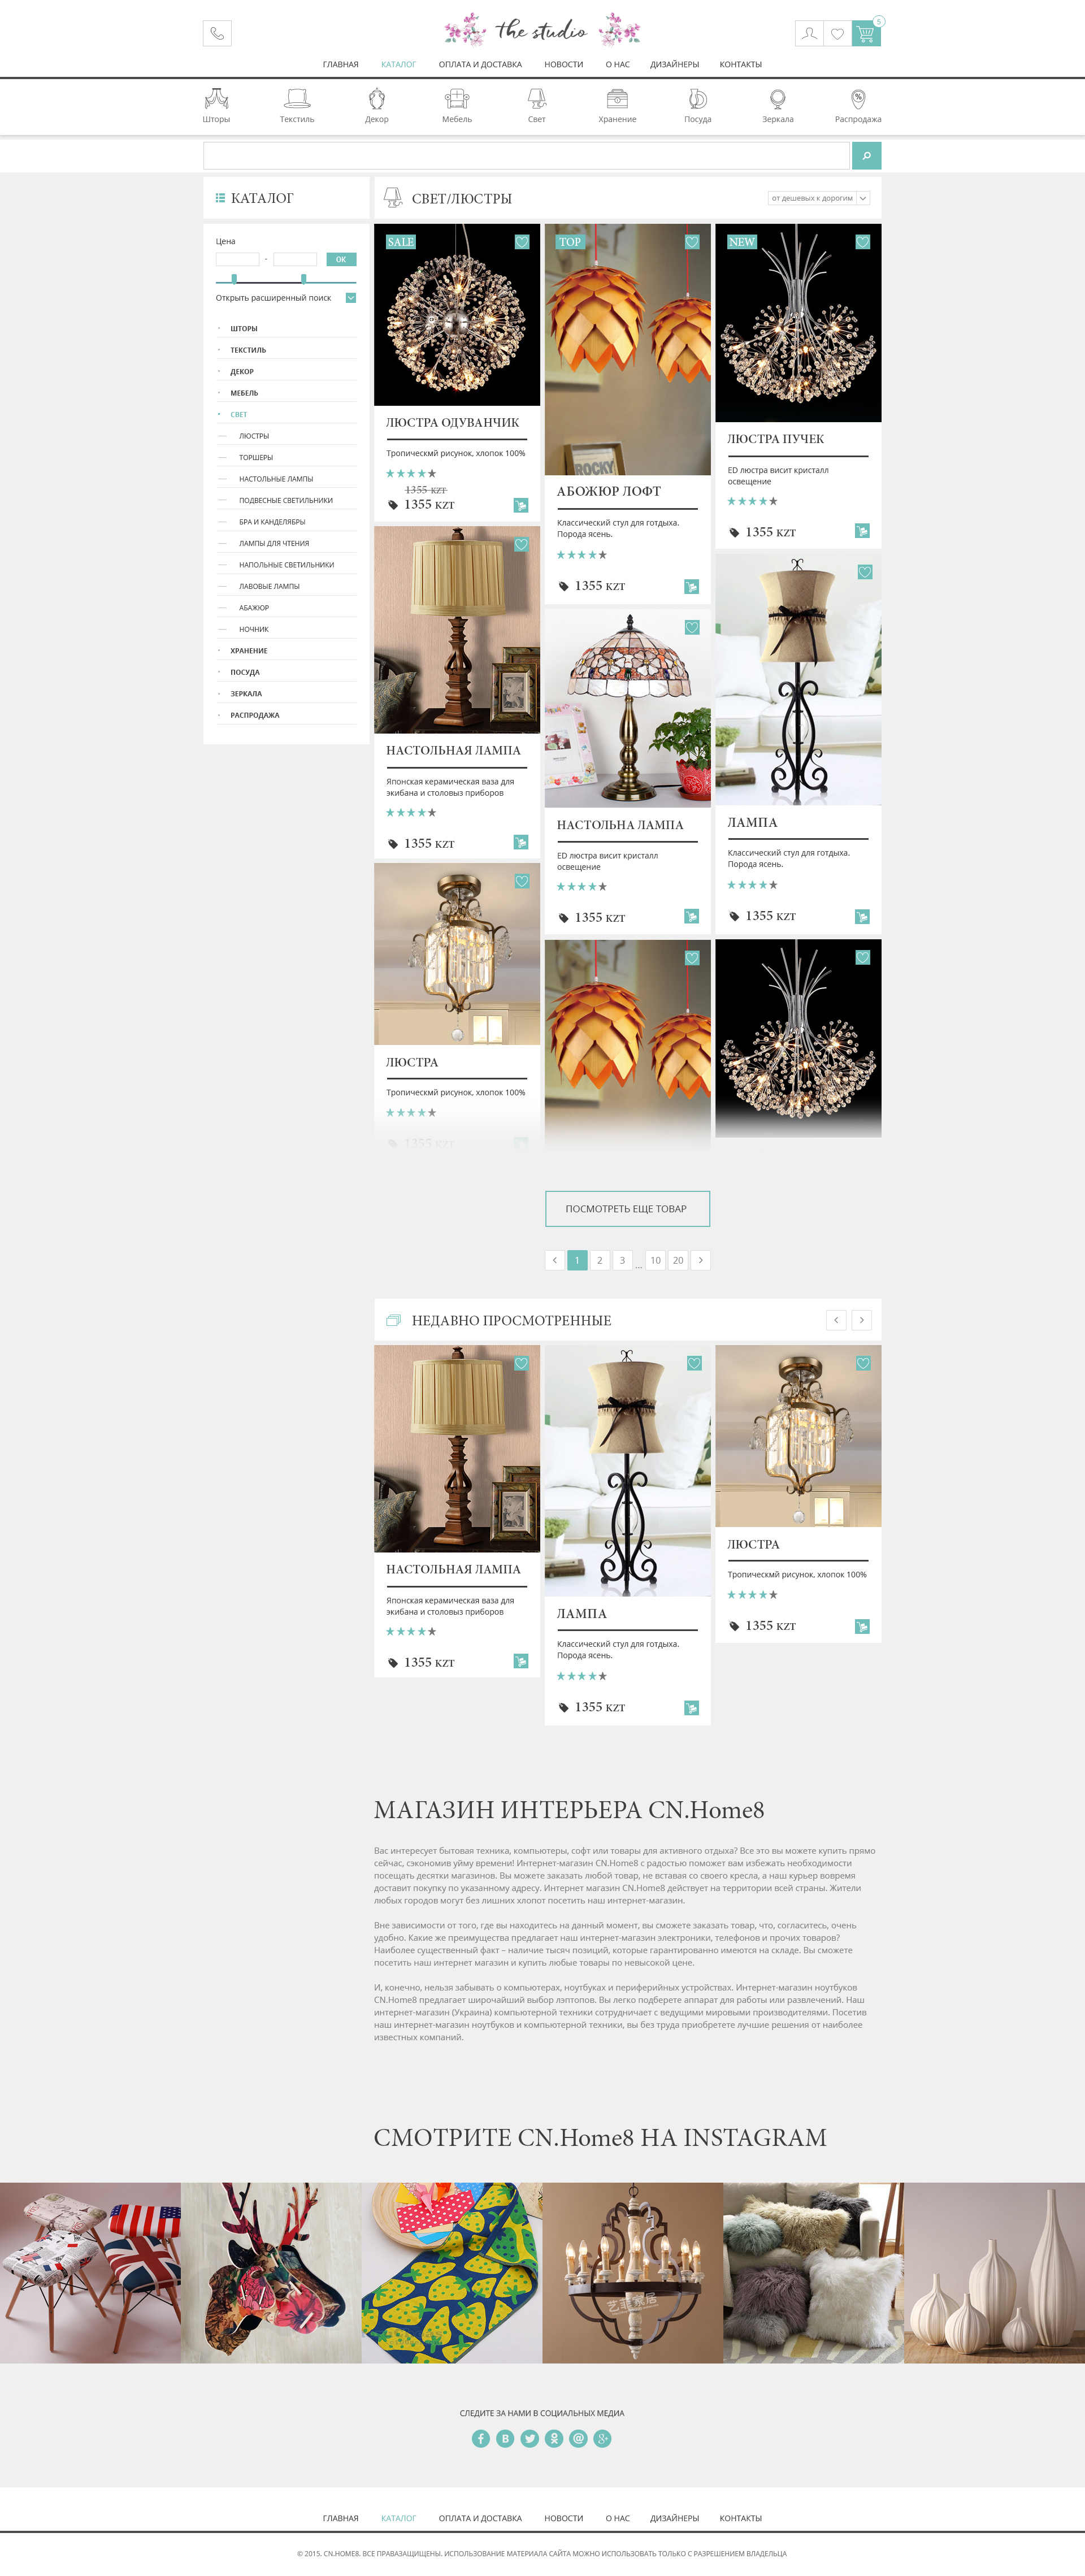 the studio
5
ГЛАВНАЯ КАТАЛОГ ОПЛАТА И ДОСТАВКА НОВОСТИ О НАС ДИЗАЙНЕРЫ КОНТАКТЫ
Шторы Текстиль Декор Мебель Свет Хранение Посуда Зеркала Распродажа
КАТАЛОГ
Цена
-
OK
Открыть расширенный поиск
ШТОРЫ
ТЕКСТИЛЬ
ДЕКОР
МЕБЕЛЬ
СВЕТ
ЛЮСТРЫ
ТОРШЕРЫ
НАСТОЛЬНЫЕ ЛАМПЫ
ПОДВЕСНЫЕ СВЕТИЛЬНИКИ
БРА И КАНДЕЛЯБРЫ
ЛАМПЫ ДЛЯ ЧТЕНИЯ
НАПОЛЬНЫЕ СВЕТИЛЬНИКИ
ЛАВОВЫЕ ЛАМПЫ
АБАЖЮР
НОЧНИК
ХРАНЕНИЕ
ПОСУДА
ЗЕРКАЛА
РАСПРОДАЖА
СВЕТ/ЛЮСТРЫ
от дешевых к дорогим
SALE
ЛЮСТРА ОДУВАНЧИК
Тропическмй рисунок, хлопок 100%
1355 KZT
1355 KZT
НАСТОЛЬНАЯ ЛАМПА
Японская керамическая ваза для
экибана и столовыз приборов
1355 KZT
ЛЮСТРА
Тропическмй рисунок, хлопок 100%
1355 KZT
TOP
ROCKY
АБОЖЮР ЛОФТ
Классический стул для готдыха.
Порода ясень.
1355 KZT
НАСТОЛЬНА ЛАМПА
ED люстра висит кристалл
освещение
1355 KZT
NEW
ЛЮСТРА ПУЧЕК
ED люстра висит кристалл
освещение
1355 KZT
ЛАМПА
Классический стул для готдыха.
Порода ясень.
1355 KZT
ПОСМОТРЕТЬ ЕЩЕ ТОВАР
1 2 3 ... 10 20
НЕДАВНО ПРОСМОТРЕННЫЕ
НАСТОЛЬНАЯ ЛАМПА
Японская керамическая ваза для
экибана и столовыз приборов
1355 KZT
ЛАМПА
Классический стул для готдыха.
Порода ясень.
1355 KZT
ЛЮСТРА
Тропическмй рисунок, хлопок 100%
1355 KZT
МАГАЗИН ИНТЕРЬЕРА CN.Home8
Вас интересует бытовая техника, компьютеры, софт или товары для активного отдыха? Все это вы можете купить прямо
сейчас, сэкономив уйму времени! Интернет-магазин CN.Home8 с радостью поможет вам избежать необходимости
посещать десятки магазинов. Вы можете заказать любой товар, не вставая со своего кресла, а наш курьер вовремя
доставит покупку по указанному адресу. Интернет магазин CN.Home8 действует на территории всей страны. Жители
любых городов могут без лишних хлопот посетить наш интернет-магазин.
Вне зависимости от того, где вы находитесь на данный момент, вы сможете заказать товар, что, согласитесь, очень
удобно. Какие же преимущества предлагает наш интернет-магазин электроники, телефонов и прочих товаров?
Наиболее существенный факт – наличие тысяч позиций, которые гарантированно имеются на складе. Вы сможете
посетить наш интернет магазин и купить любые товары по невысокой цене.
И, конечно, нельзя забывать о компьютерах, ноутбуках и периферийных устройствах. Интернет-магазин ноутбуков
CN.Home8 предлагает широчайший выбор лэптопов. Вы легко подберете аппарат для работы или развлечений. Наш
интернет-магазин (Украина) компьютерной техники сотрудничает с ведущими мировыми производителями. Посетив
наш интернет-магазин ноутбуков и компьютерной техники, вы без труда приобретете лучшие решения от наиболее
известных компаний.
СМОТРИТЕ CN.Home8 НА INSTAGRAM
СЛЕДИТЕ ЗА НАМИ В СОЦИАЛЬНЫХ МЕДИА
ГЛАВНАЯ КАТАЛОГ ОПЛАТА И ДОСТАВКА НОВОСТИ О НАС ДИЗАЙНЕРЫ КОНТАКТЫ
© 2015. CN.HOME8. ВСЕ ПРАВАЗАЩИЩЕНЫ. ИСПОЛЬЗОВАНИЕ МАТЕРИАЛА САЙТА МОЖНО ИСПОЛЬЗОВАТЬ ТОЛЬКО С РАЗРЕШЕНИЕМ ВЛАДЕЛЬЦА